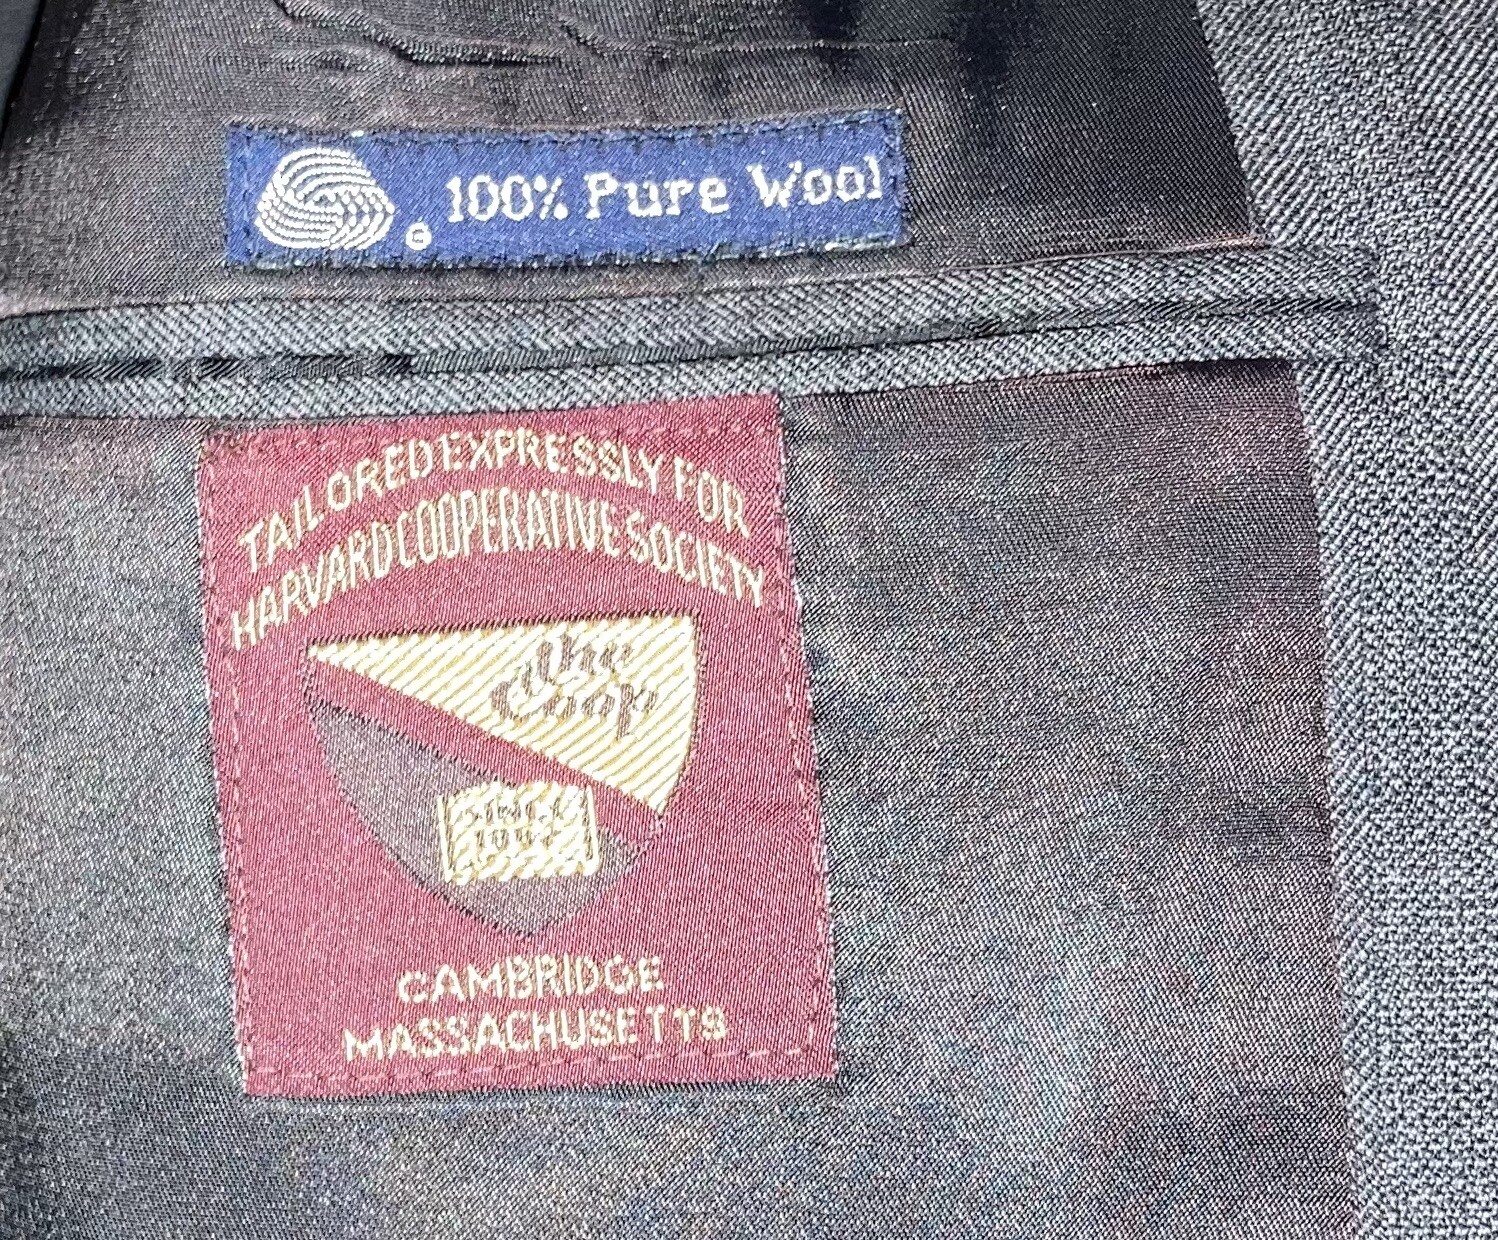 100% Pure Wool
TAILORED EXPRESSLY FOR
HARVARD COOPERATIVE SOCIETY
the
Coop
CAMBRIDGE
MASSACHUSETTS